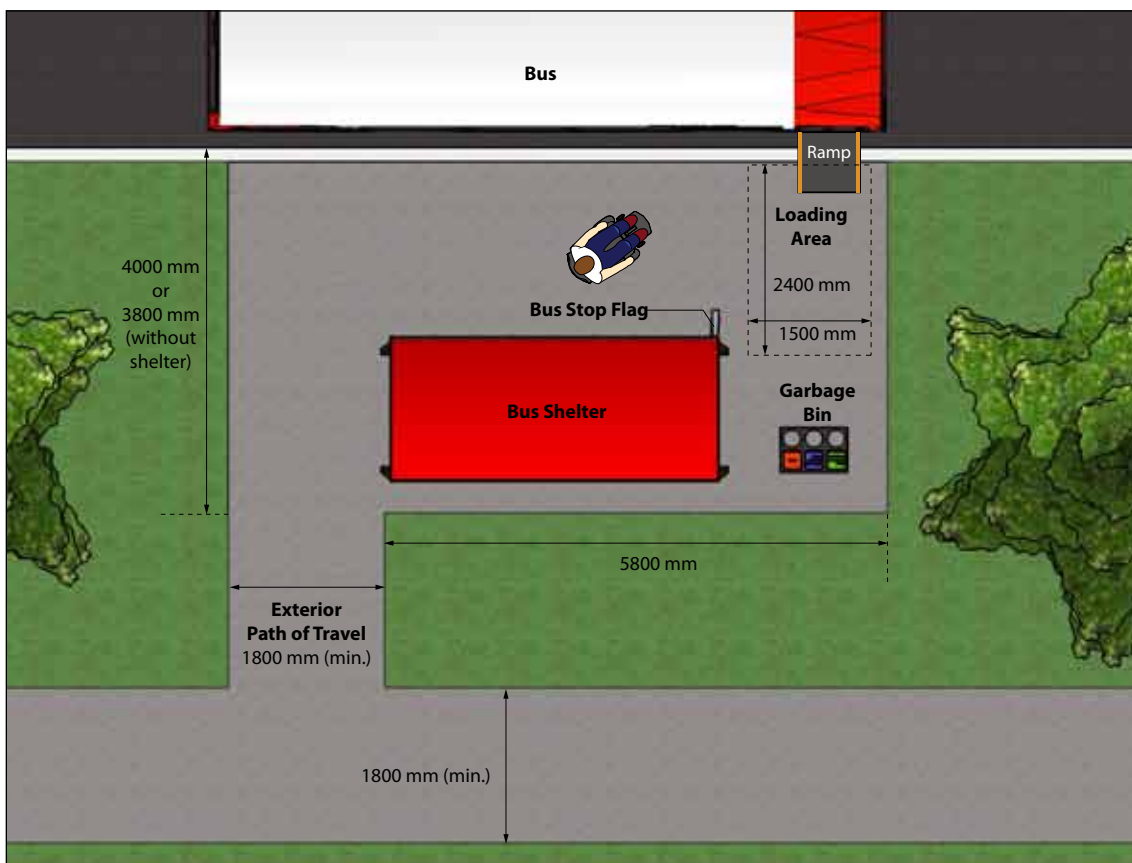 Bus
Ramp
Loading
Area
2400 mm
1500 mm
4000 mm
or
3800 mm
(without
shelter)
Bus Stop Flag
Bus Shelter
Garbage
Bin
5800 mm
Exterior
Path of Travel
1800 mm (min.)
1800 mm (min.)